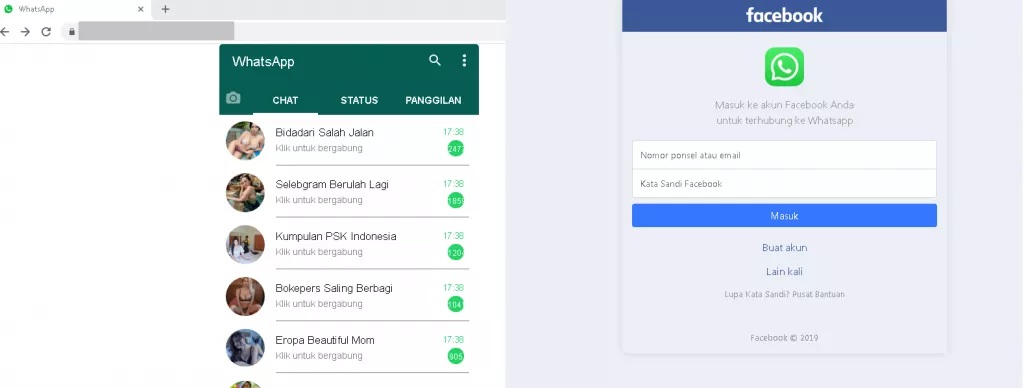 WhatsApp
WhatsApp
CHAT STATUS PANGGILAN
Bidadari Salah Jalan 17:38
Klik untuk bergabung 247
Selebgram Berulah Lagi 17:38
Klik untuk bergabung 185
Kumpulan PSK Indonesia 17:38
Klik untuk bergabung 120
Bokepers Saling Berbagi 17:38
Klik untuk bergabung 104
Eropa Beautiful Mom 17:38
Klik untuk bergabung 905
facebook
Masuk ke akun Facebook Anda
untuk terhubung ke Whatsapp
Nomor ponsel atau email
Kata Sandi Facebook
Masuk
Buat akun
Lain kali
Lupa Kata Sandi? Pusat Bantuan
Facebook © 2019